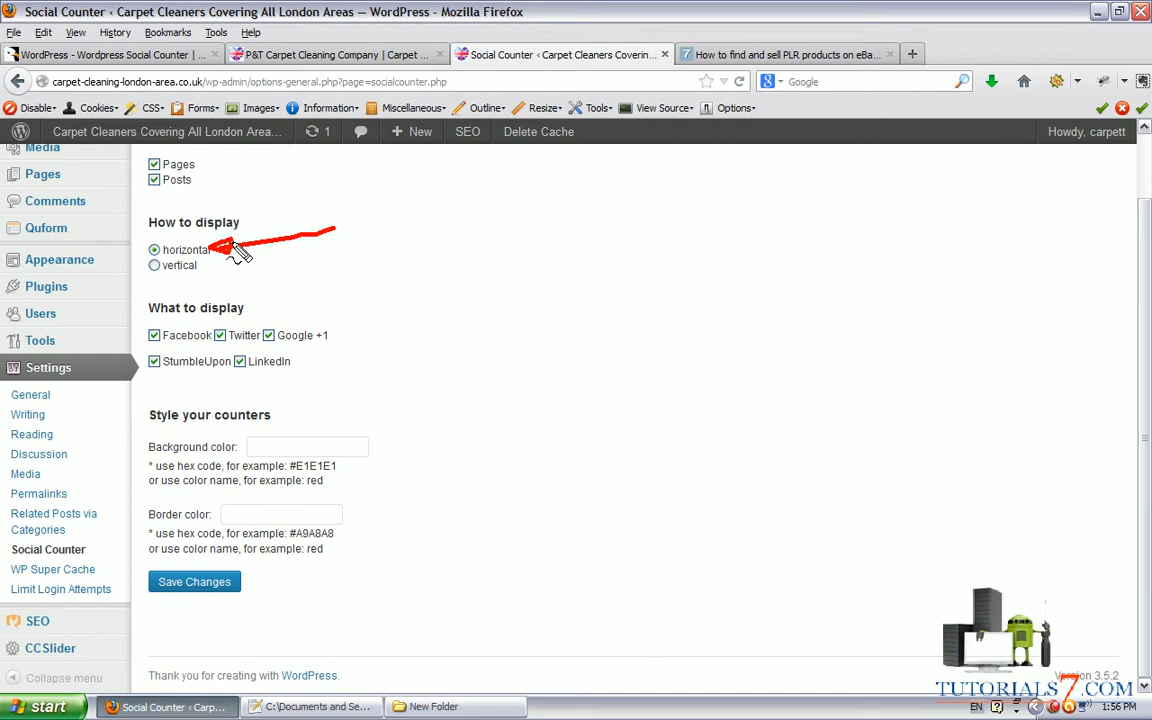 Social Counter ‹ Carpet Cleaners Covering All London Areas — WordPress - Mozilla Firefox
File Edit View History Bookmarks Tools Help
WordPress - Wordpress Social Counter | ...
P&T Carpet Cleaning Company | Carpet ...
Social Counter ‹ Carpet Cleaners Coverin...
How to find and sell PLR products on eBa...
carpet-cleaning-london-area.co.uk/wp-admin/options-general.php?page=socialcounter.php
Google
Disable Cookies CSS Forms Images Information Miscellaneous Outline Resize Tools View Source Options
Carpet Cleaners Covering All London Areas... 1 New SEO Delete Cache Howdy, carpett
Media
Pages
Comments
Quform
Appearance
Plugins
Users
Tools
Settings
General
Writing
Reading
Discussion
Media
Permalinks
Related Posts via
Categories
Social Counter
WP Super Cache
Limit Login Attempts
SEO
CCSlider
Collapse menu
Pages
Posts
How to display
horizontal
vertical
What to display
Facebook Twitter Google +1
StumbleUpon LinkedIn
Style your counters
Background color:
* use hex code, for example: #E1E1E1
or use color name, for example: red
Border color:
* use hex code, for example: #A9A8A8
or use color name, for example: red
Save Changes
Thank you for creating with WordPress.
Version 3.5.2
TUTORIALS7.COM
start
Social Counter ‹ Carp...
C:\Documents and Se...
New Folder
EN
1:56 PM